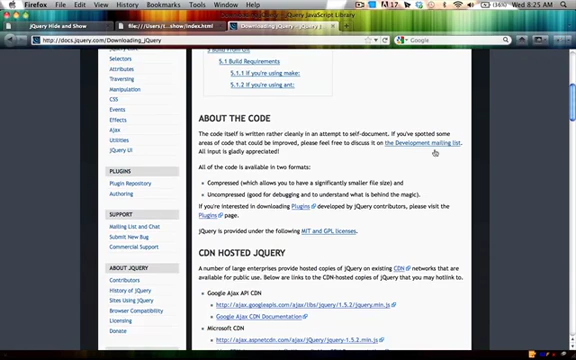 Firefox File Edit View History Bookmarks Tools Window Help
Wed 8:25 AM
Downloading jQuery - jQuery JavaScript Library
jQuery Hide and Show
file:///Users/t...show/index.html
http://docs.jquery.com/Downloading_jQuery
Google
Selectors
Attributes
Traversing
Manipulation
CSS
Events
Effects
Ajax
Utilities
jQuery UI
PLUGINS
Plugin Repository
Authoring
SUPPORT
Mailing List and Chat
Submit New Bug
Commercial Support
ABOUT JQUERY
Contributors
History of jQuery
Sites Using jQuery
Browser Compatibility
Licensing
Donate
5.1 Build Requirements
5.1.1 If you're using make:
5.1.2 If you're using ant:
ABOUT THE CODE
The code itself is written rather cleanly in an attempt to self-document. If you've spotted some
areas of code that could be improved, please feel free to discuss it on the Development mailing list.
All input is gladly appreciated!
All of the code is available in two formats:
Compressed (which allows you to have a significantly smaller file size) and
Uncompressed (good for debugging and to understand what is behind the magic).
If you're interested in downloading Plugins developed by jQuery contributors, please visit the
Plugins page.
jQuery is provided under the following MIT and GPL licenses.
CDN HOSTED JQUERY
A number of large enterprises provide hosted copies of jQuery on existing CDN networks that are
available for public use. Below are links to the CDN-hosted copies of jQuery that you may hotlink to.
Google Ajax API CDN
http://ajax.googleapis.com/ajax/libs/jquery/1.5.2/jquery.min.js
Google Ajax CDN Documentation
Microsoft CDN
http://ajax.aspnetcdn.com/ajax/jQuery/jquery-1.5.2.min.js